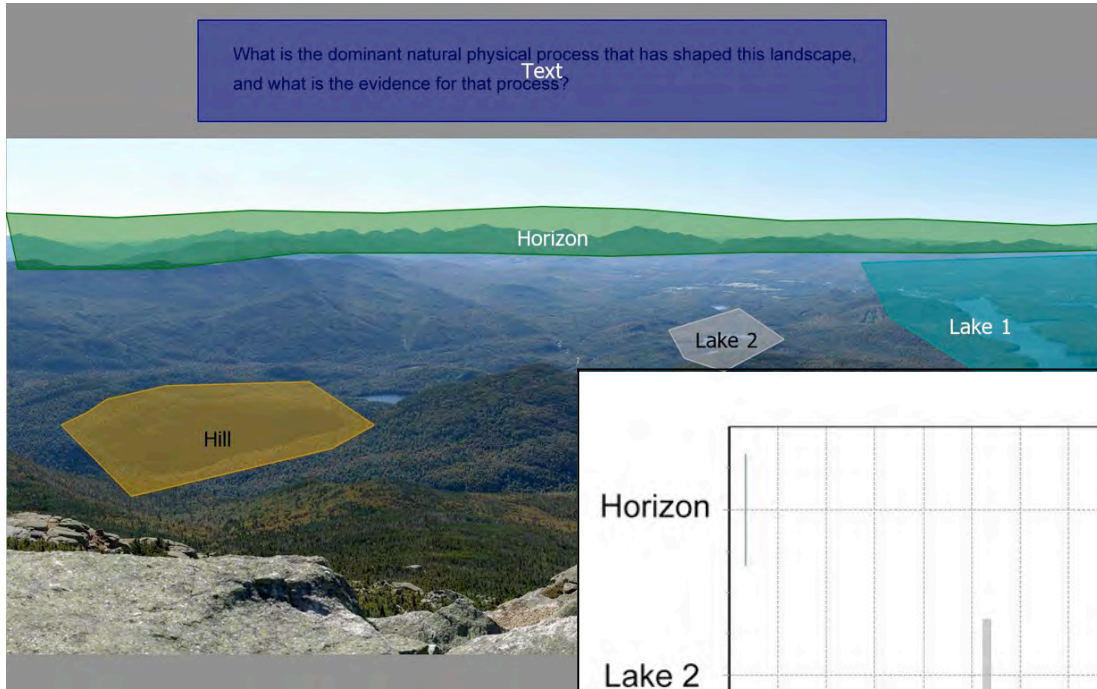 What is the dominant natural physical process that has shaped this landscape,
Text
and what is the evidence for that process?
Horizon
Lake 1
Lake 2
Hill
Horizon
Lake 2